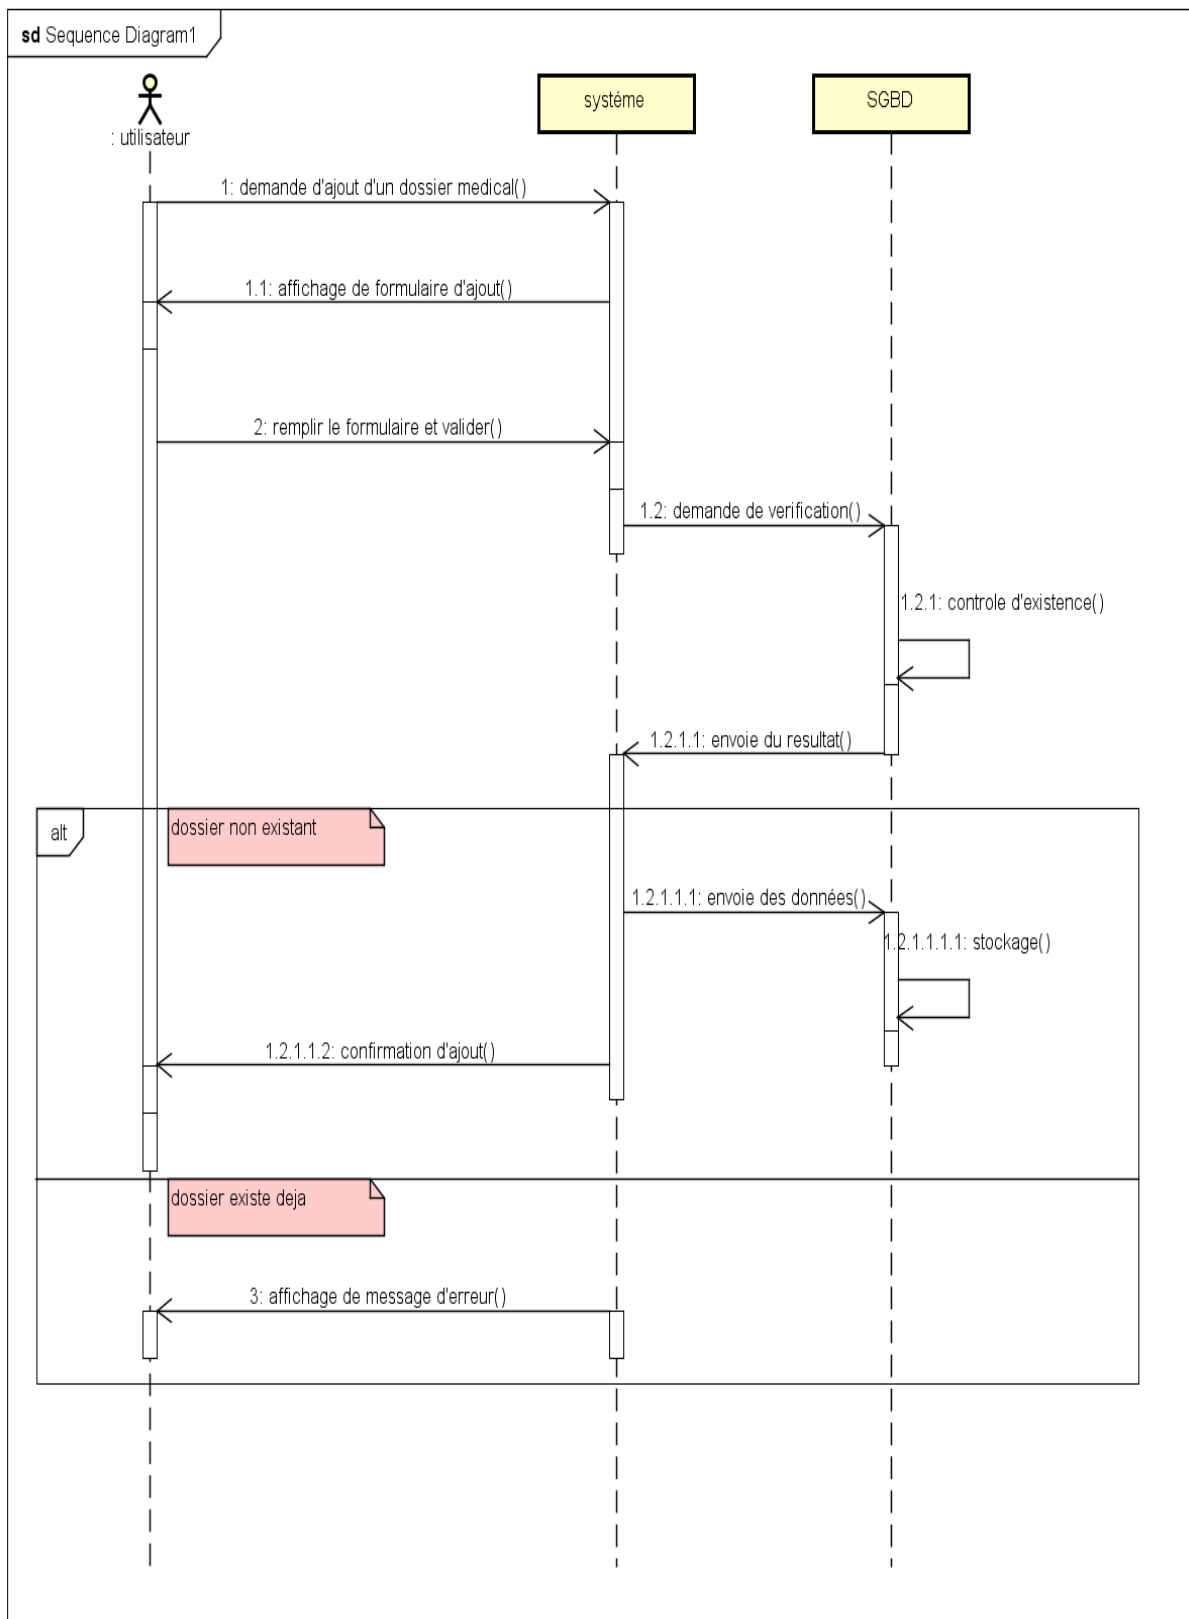 sd Sequence Diagram1
: utilisateur
systéme
SGBD
1: demande d'ajout d'un dossier medical()
1.1: affichage de formulaire d'ajout()
2: remplir le formulaire et valider()
1.2: demande de verification()
1.2.1: controle d'existence()
1.2.1.1: envoie du resultat()
alt
dossier non existant
1.2.1.1.1: envoie des données()
1.2.1.1.1.1: stockage()
1.2.1.1.2: confirmation d'ajout()
dossier existe deja
3: affichage de message d'erreur()